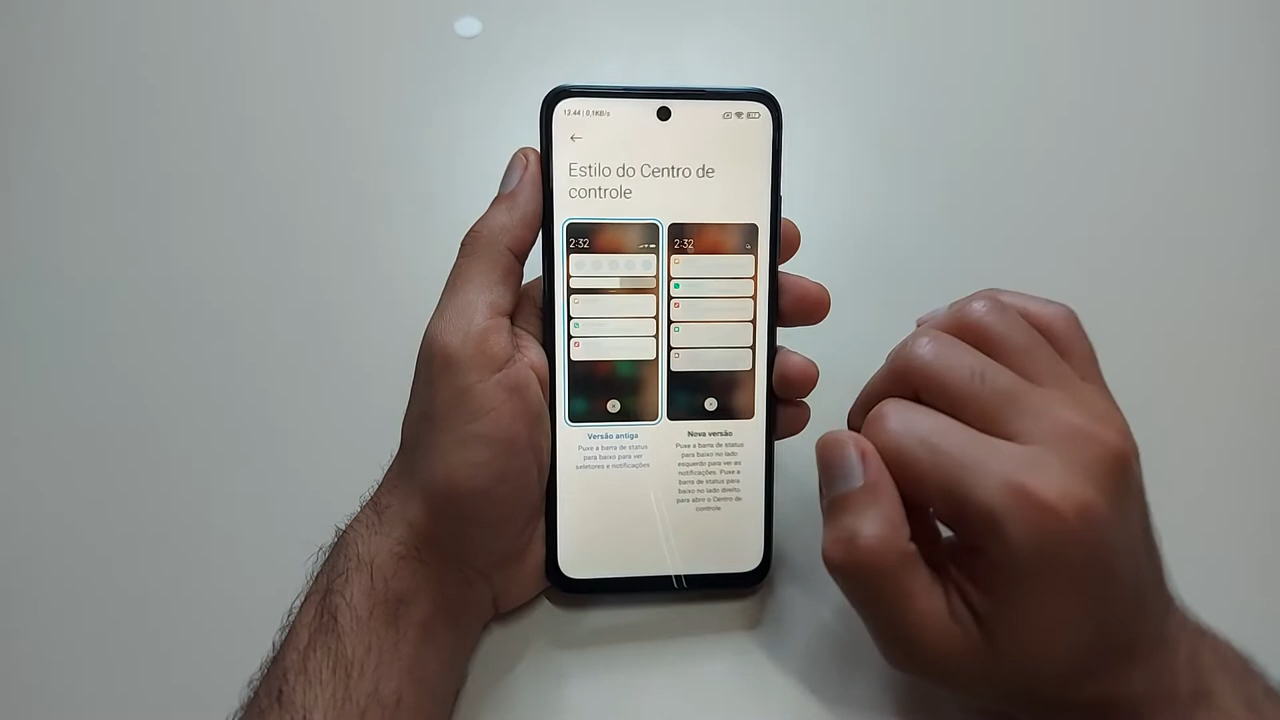 12.44 | 0,1KB/s
Estilo do Centro de
controle
2:32
2:32
Versão antiga
Puxe a barra de status
para baixo para ver
seletores e notificações
Nova versão
Puxe a barra de status
para baixo no lado
esquerdo para ver as
notificações. Puxe a
barra de status para
baixo no lado direito
para abrir o Centro de
controle.